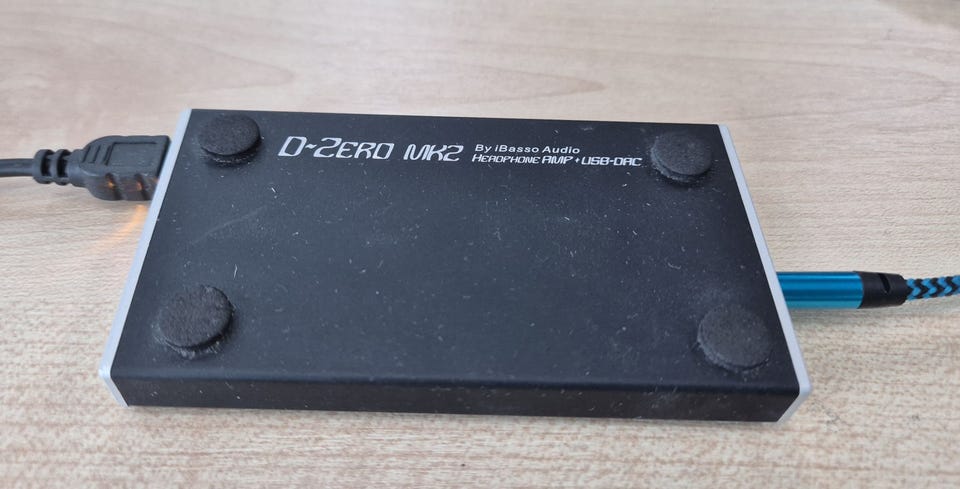 D-Zero MK2
By iBasso Audio
Headphone AMP + USB-DAC